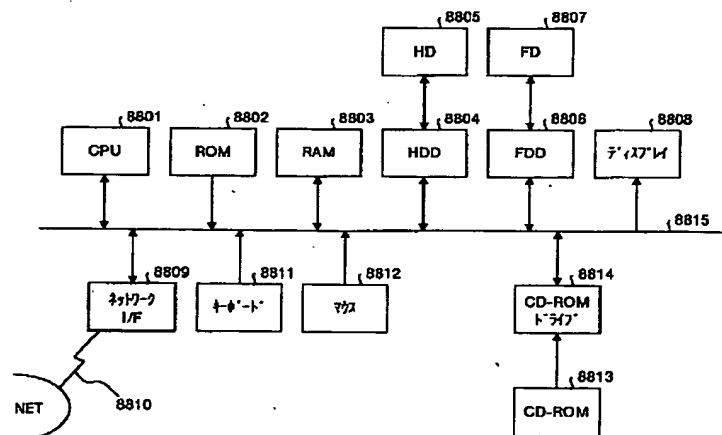 8805
8807
HD
FD
8801
8802
8803
8804
8806
8808
CPU
ROM
RAM
HDD
FDD
ディスプレイ
8815
8809
8811
8812
8814
ネットワーク
I/F
キーボード
マウス
CD-ROM
ドライブ
8813
NET
8810
CD-ROM